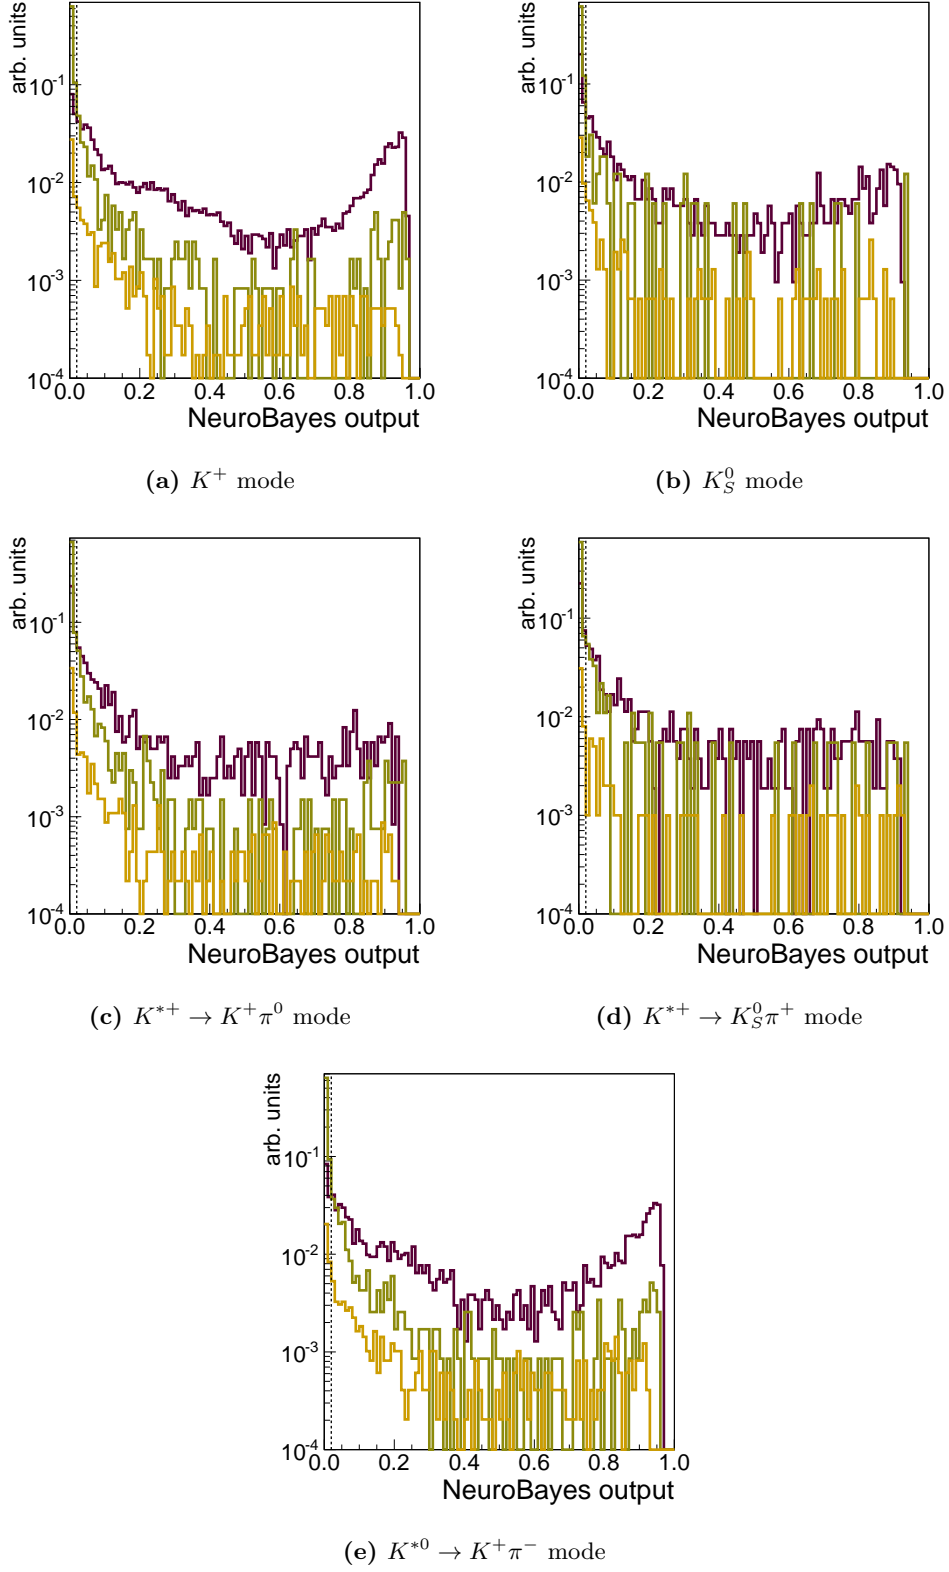 arb. units
10⁻¹
10⁻²
10⁻³
10⁻⁴
0.0 0.2 0.4 0.6 0.8 1.0
NeuroBayes output
(a) K⁺ mode
arb. units
10⁻¹
10⁻²
10⁻³
10⁻⁴
0.0 0.2 0.4 0.6 0.8 1.0
NeuroBayes output
(b) K_S^0 mode
arb. units
10⁻¹
10⁻²
10⁻³
10⁻⁴
0.0 0.2 0.4 0.6 0.8 1.0
NeuroBayes output
(c) K*⁺ → K⁺π⁰ mode
arb. units
10⁻¹
10⁻²
10⁻³
10⁻⁴
0.0 0.2 0.4 0.6 0.8 1.0
NeuroBayes output
(d) K*⁺ → K_S^0 π⁺ mode
arb. units
10⁻¹
10⁻²
10⁻³
10⁻⁴
0.0 0.2 0.4 0.6 0.8 1.0
NeuroBayes output
(e) K*⁰ → K⁺π⁻ mode